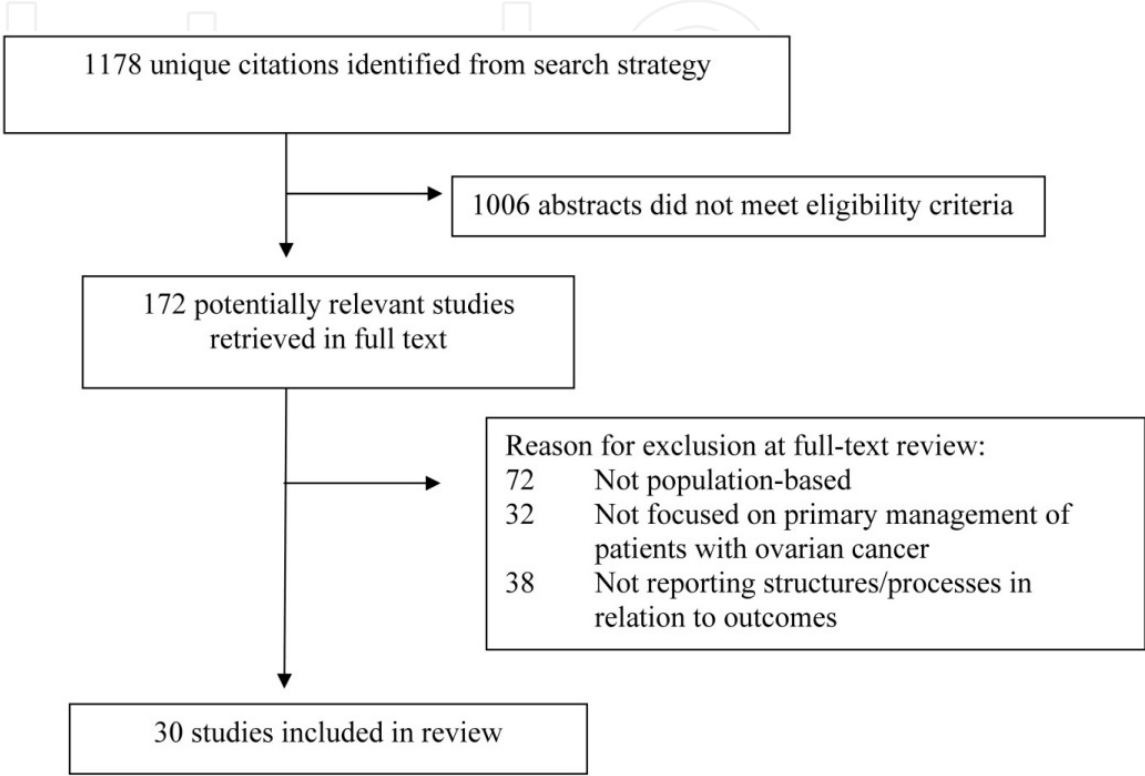 1178 unique citations identified from search strategy
1006 abstracts did not meet eligibility criteria
172 potentially relevant studies
retrieved in full text
Reason for exclusion at full-text review:
72 Not population-based
32 Not focused on primary management of
patients with ovarian cancer
38 Not reporting structures/processes in
relation to outcomes
30 studies included in review